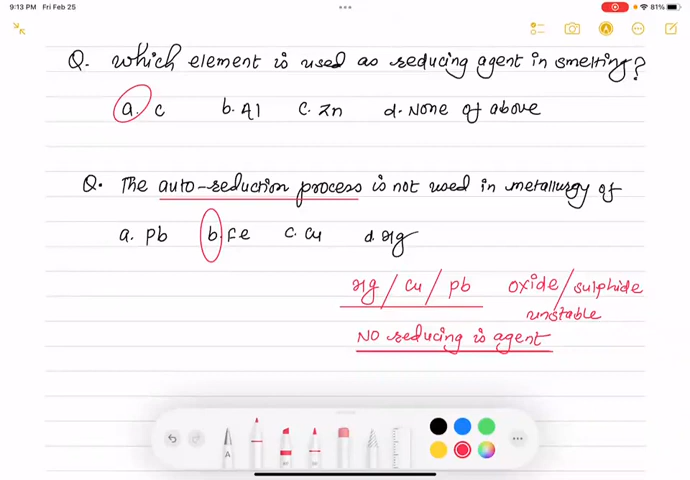 9:13 PM Fri Feb 25
81%
Q. Which element is used as reducing agent in smelting?
a. C b. Al c. Zn d. None of above
Q. The auto-reduction process is not used in metallurgy of
a. Pb b. Fe c. Cu d. Hg
Hg / Cu / Pb oxide/sulphide
unstable
NO reducing is agent
A